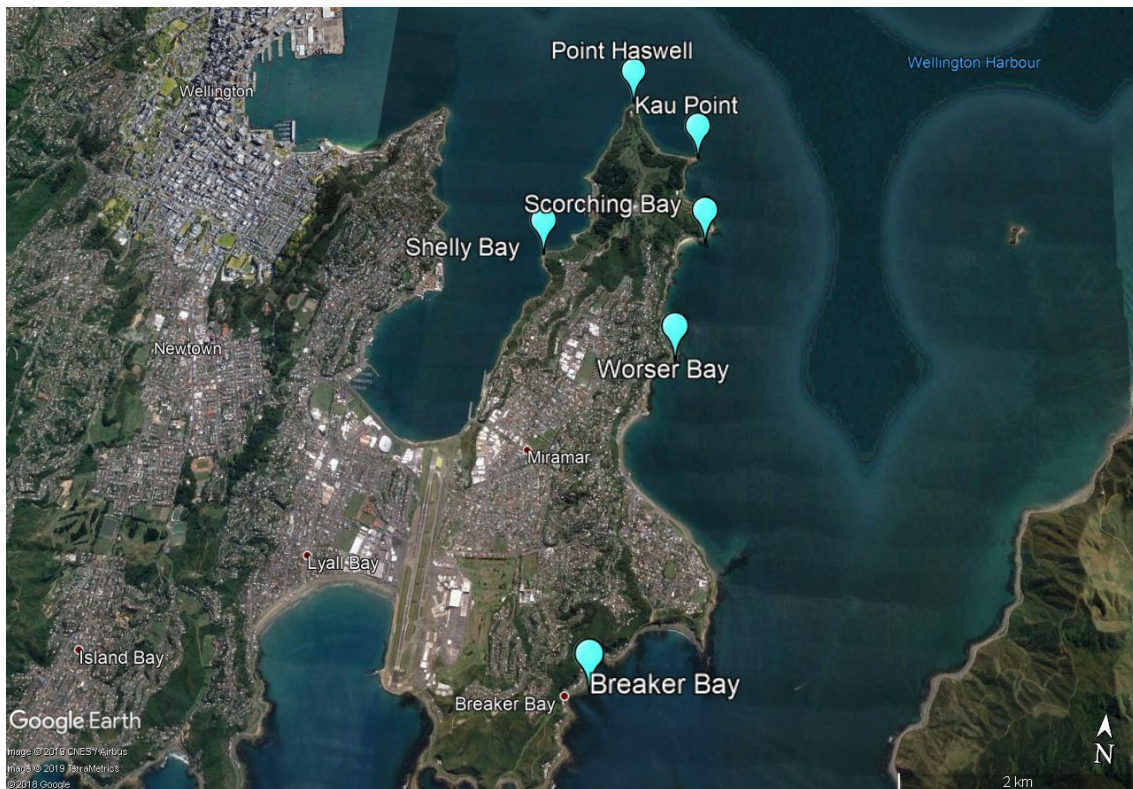 Point Haswell
Wellington Harbour
Wellington
Kau Point
Scorching Bay
Shelly Bay
Newtown
Worser Bay
Miramar
Lyall Bay
Island Bay
Breaker Bay
Breaker Bay
Google Earth
Image © 2019 CNES / Airbus
Image © 2019 TerraMetrics
© 2018 Google
N
2 km